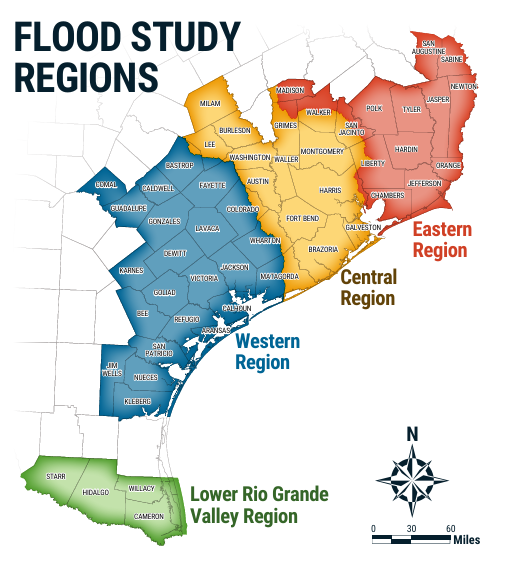 FLOOD STUDY
REGIONS
SAN
AUGUSTINE
SABINE
NEWTON
MADISON
JASPER
MILAM
POLK
TYLER
WALKER
GRIMES
SAN
JACINTO
BURLESON
LEE
HARDIN
MONTGOMERY
WASHINGTON
WALLER
LIBERTY
ORANGE
BASTROP
AUSTIN
JEFFERSON
COMAL
CALDWELL
FAYETTE
HARRIS
CHAMBERS
GUADALUPE
COLORADO
GONZALES
FORT BEND
GALVESTON
LAVACA
Eastern
Region
WHARTON
BRAZORIA
DEWITT
KARNES
JACKSON
VICTORIA
MATAGORDA
Central
Region
GOLIAD
CALHOUN
BEE
REFUGIO
ARANSAS
Western
Region
SAN
PATRICIO
JIM
WELLS
NUECES
KLEBERG
N
STARR
HIDALGO
WILLACY
CAMERON
Lower Rio Grande
Valley Region
0 30 60
Miles